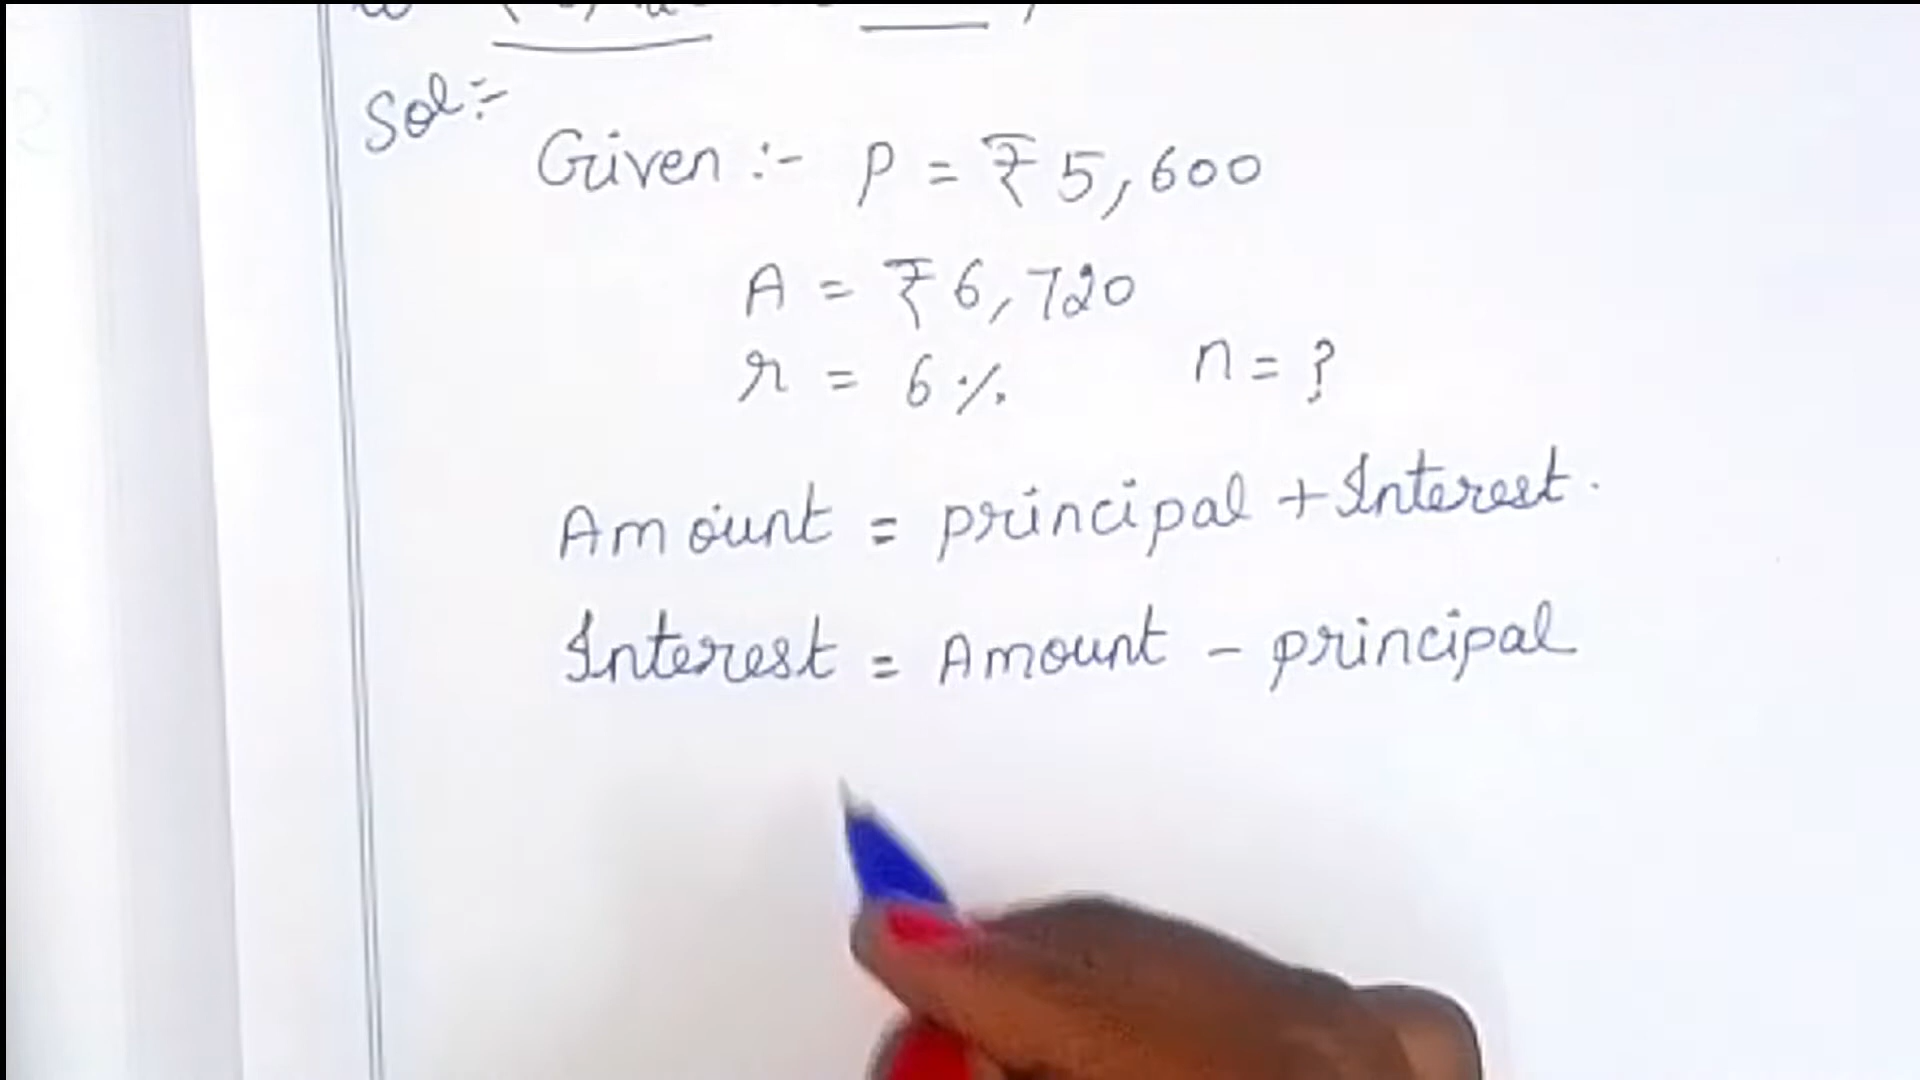 Sol:-
Given :- P = ₹ 5,600
A = ₹ 6,720
r = 6 %. n = ?
Amount = principal + Interest.
Interest = Amount - principal